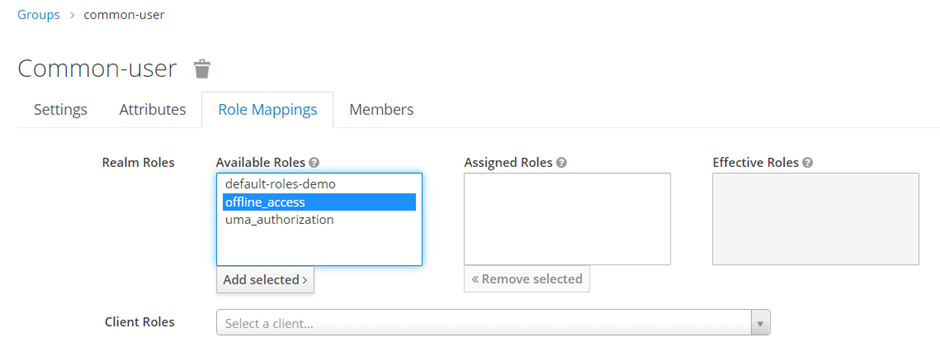 Groups > common-user
Common-user
Settings Attributes Role Mappings Members
Realm Roles Available Roles Assigned Roles Effective Roles
default-roles-demo
offline_access
uma_authorization
Add selected > « Remove selected
Client Roles Select a client...